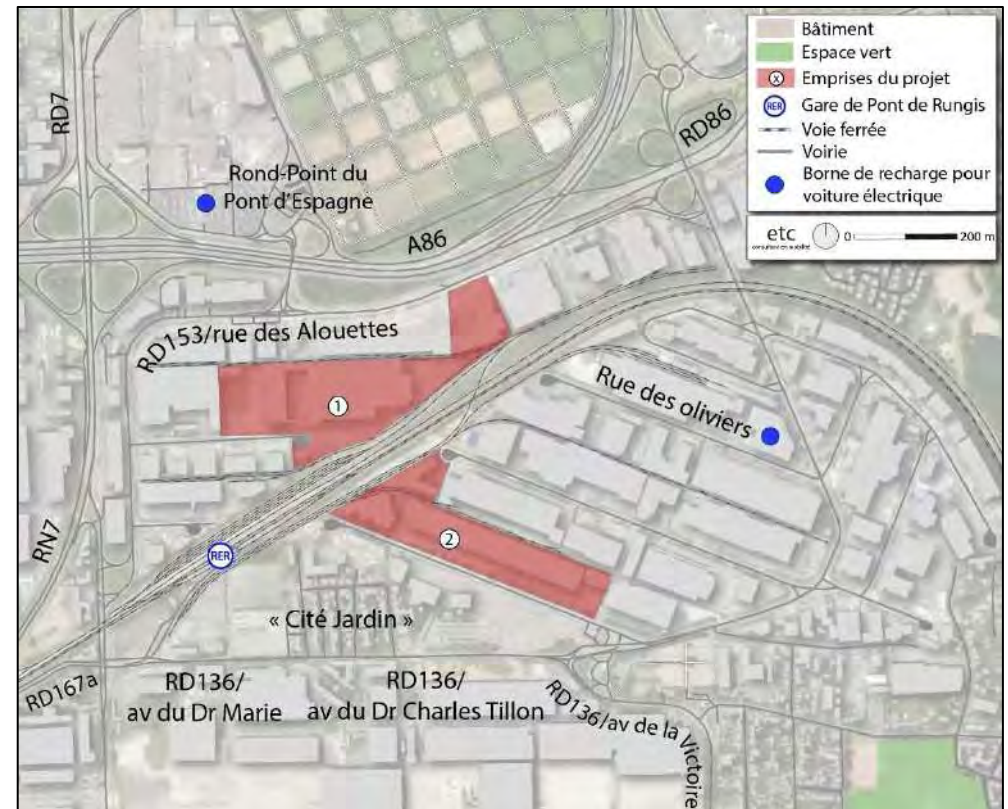 RD7
Rond-Point du
Pont d'Espagne
A86
RD86
RD153/rue des Alouettes
1
Rue des oliviers
2
RN7
RER
« Cité Jardin »
RD167a
RD136/
av du Dr Marie
RD136/
av du Dr Charles Tillon
RD136/av de la Victoire
Bâtiment
Espace vert
X Emprises du projet
RER Gare de Pont de Rungis
Voie ferrée
Voirie
Borne de recharge pour
voiture électrique
etc
0 200 m